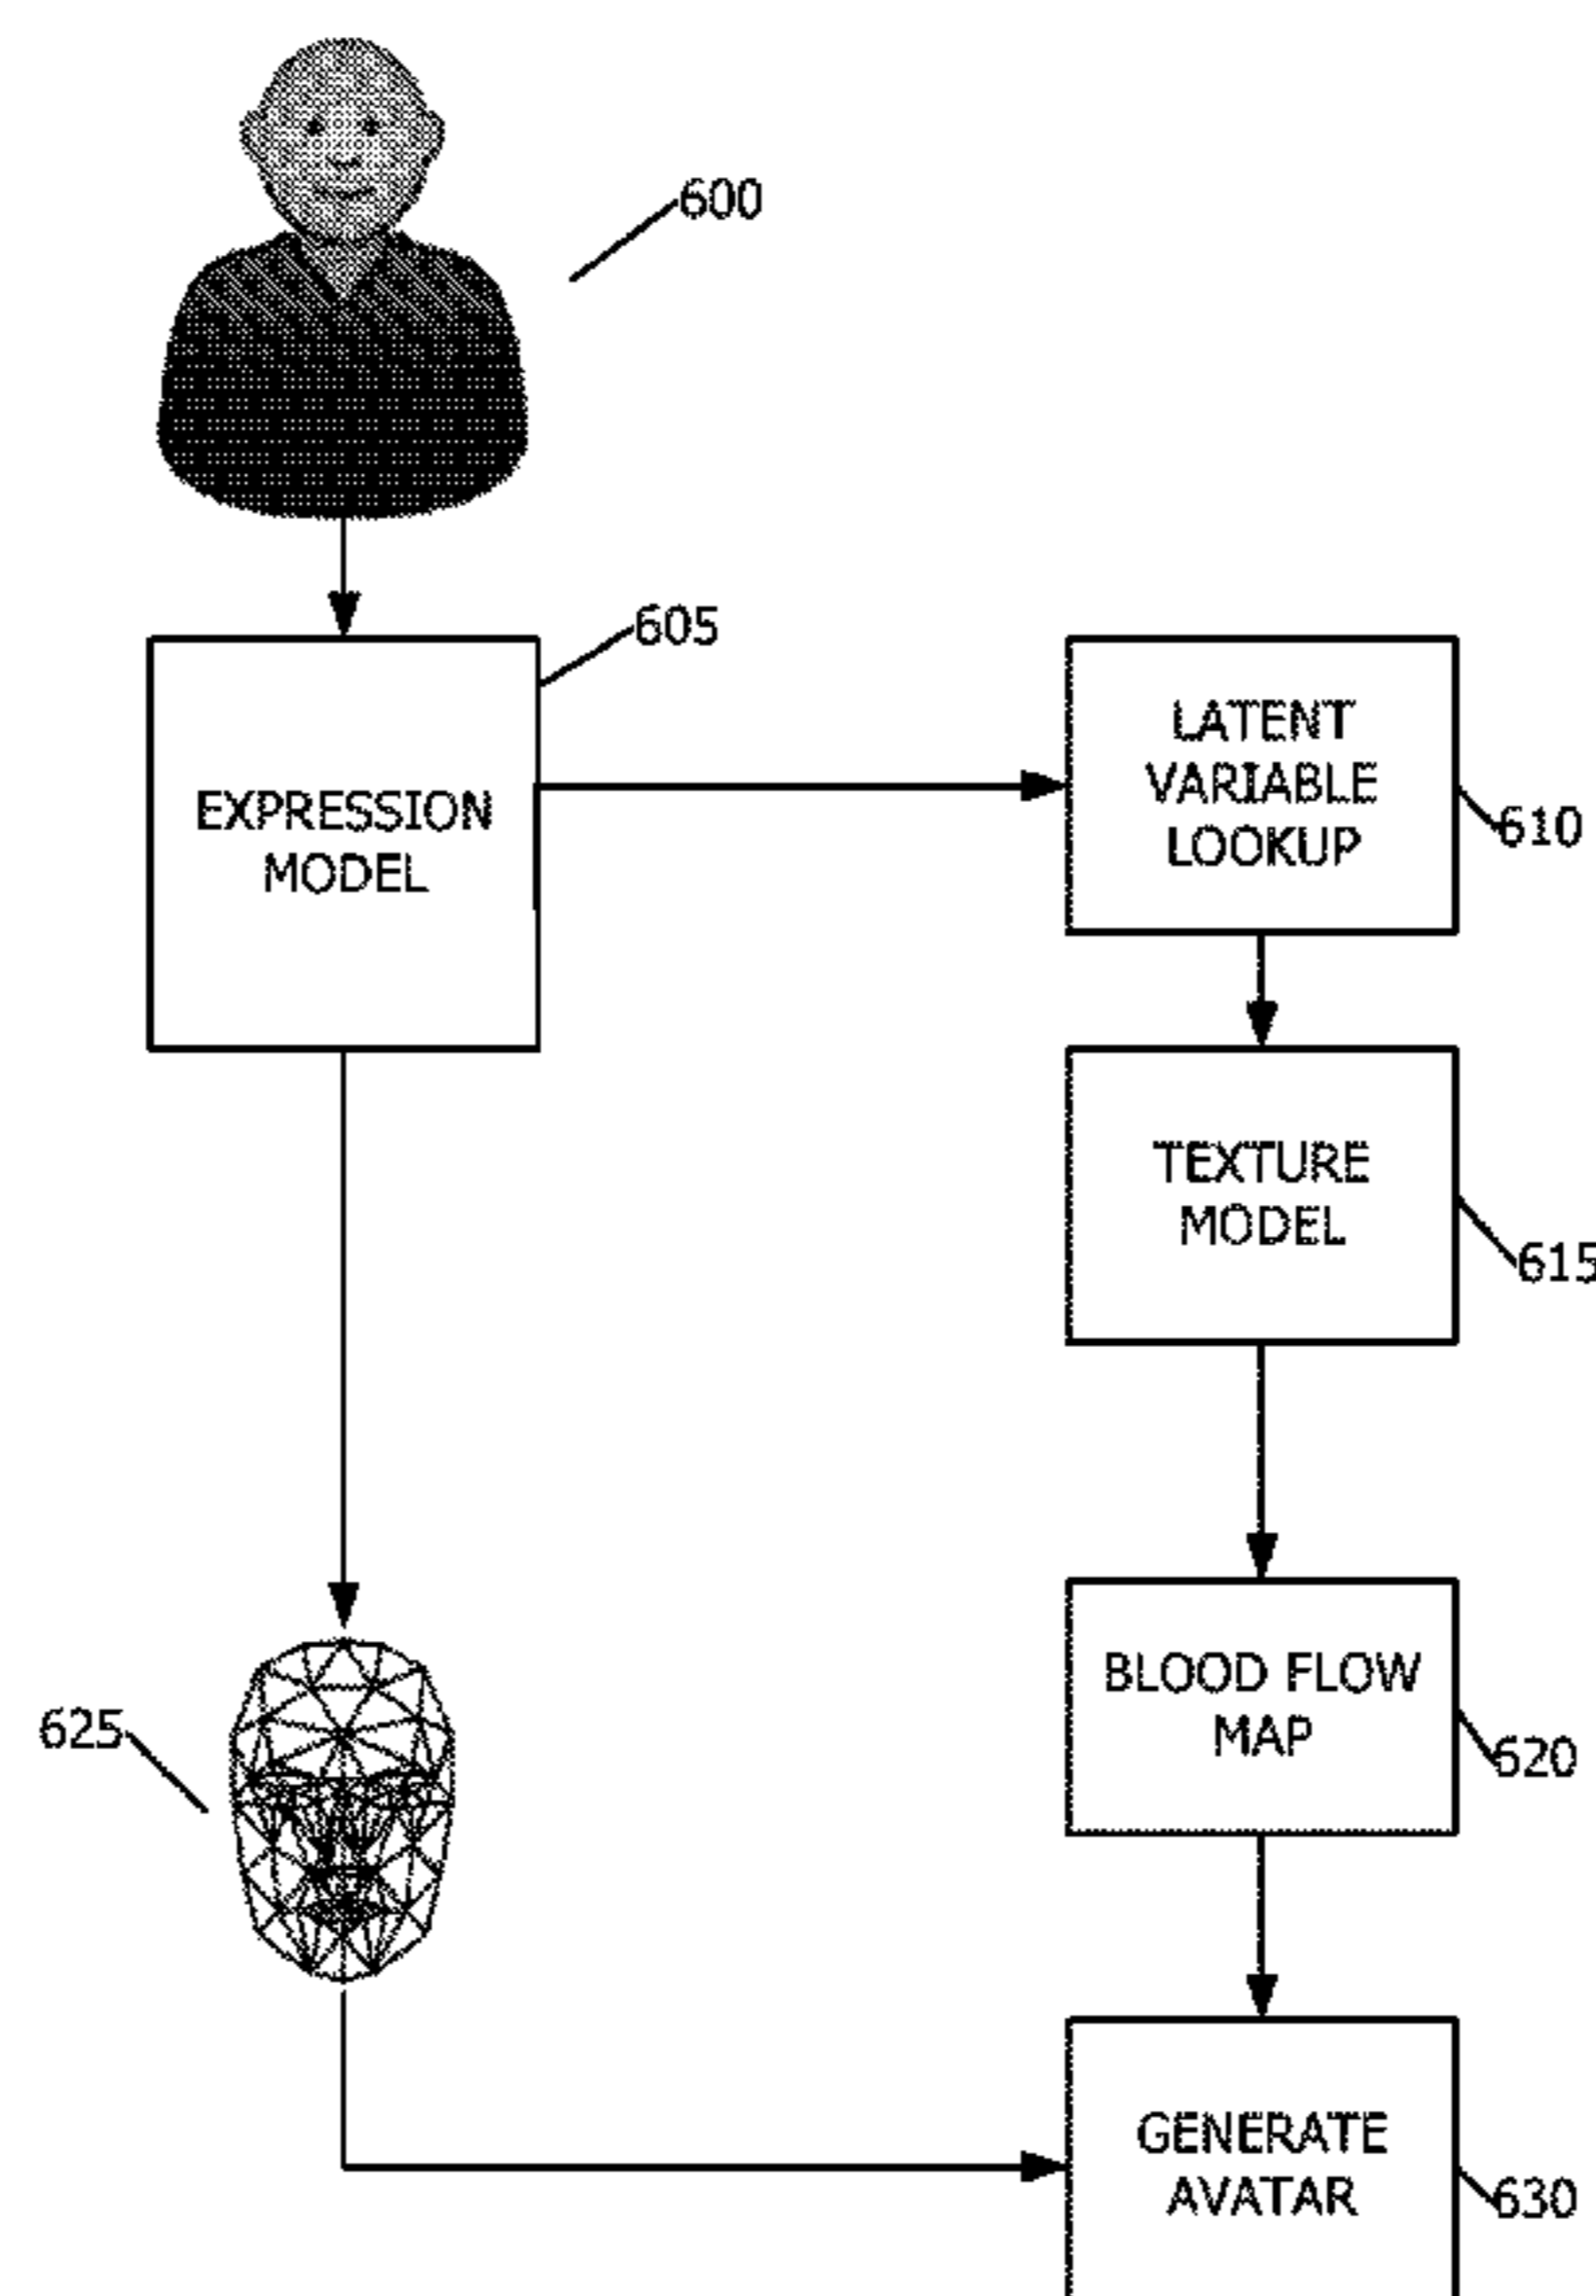 600
605
EXPRESSION
MODEL
LATENT
VARIABLE
LOOKUP
610
TEXTURE
MODEL
615
BLOOD FLOW
MAP
620
625
GENERATE
AVATAR
630